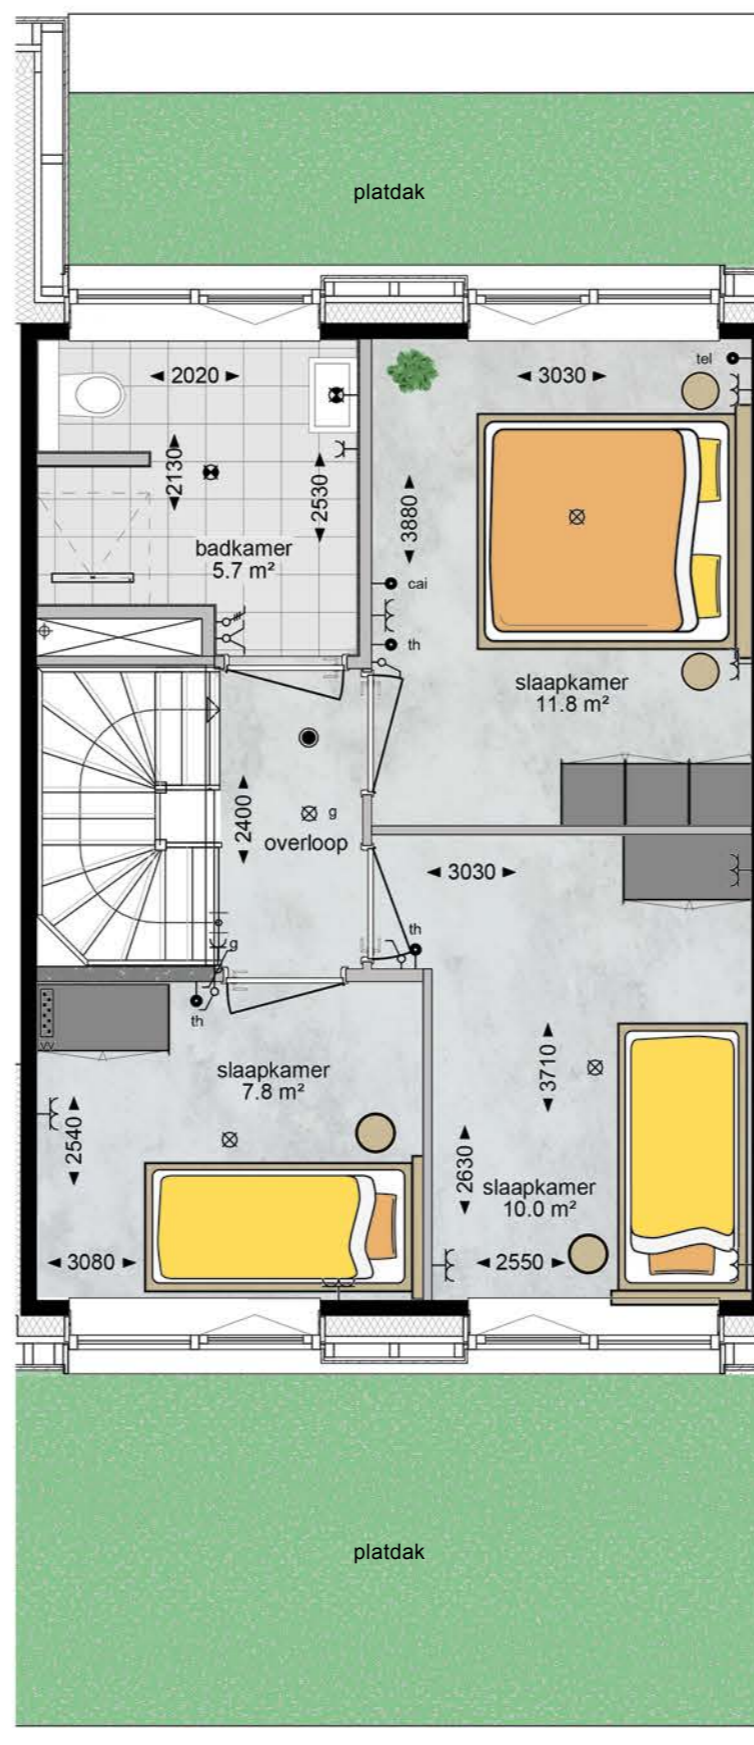 platdak
2020
3030
tel
2130
2530
3880
badkamer
5.7 m²
cai
th
slaapkamer
11.8 m²
2400
g
overloop
3030
g
th
th
vv
slaapkamer
7.8 m²
3710
2540
2630
slaapkamer
10.0 m²
3080
2550
platdak